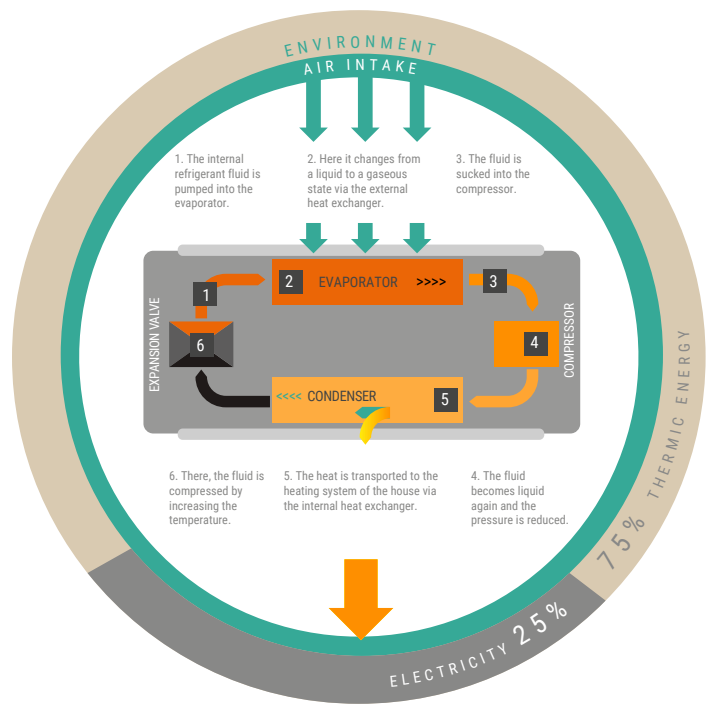 ENVIRONMENT
AIR INTAKE
1. The internal
refrigerant fluid is
pumped into the
evaporator.
2. Here it changes from
a liquid to a gaseous
state via the external
heat exchanger.
3. The fluid is
sucked into the
compressor.
1
2 EVAPORATOR >>>>
3
EXPANSION VALVE
6
4
COMPRESSOR
<<<< CONDENSER 5
6. There, the fluid is
compressed by
increasing the
temperature.
5. The heat is transported to the
heating system of the house via
the internal heat exchanger.
4. The fluid
becomes liquid
again and the
pressure is reduced.
75% THERMIC ENERGY
ELECTRICITY 25%